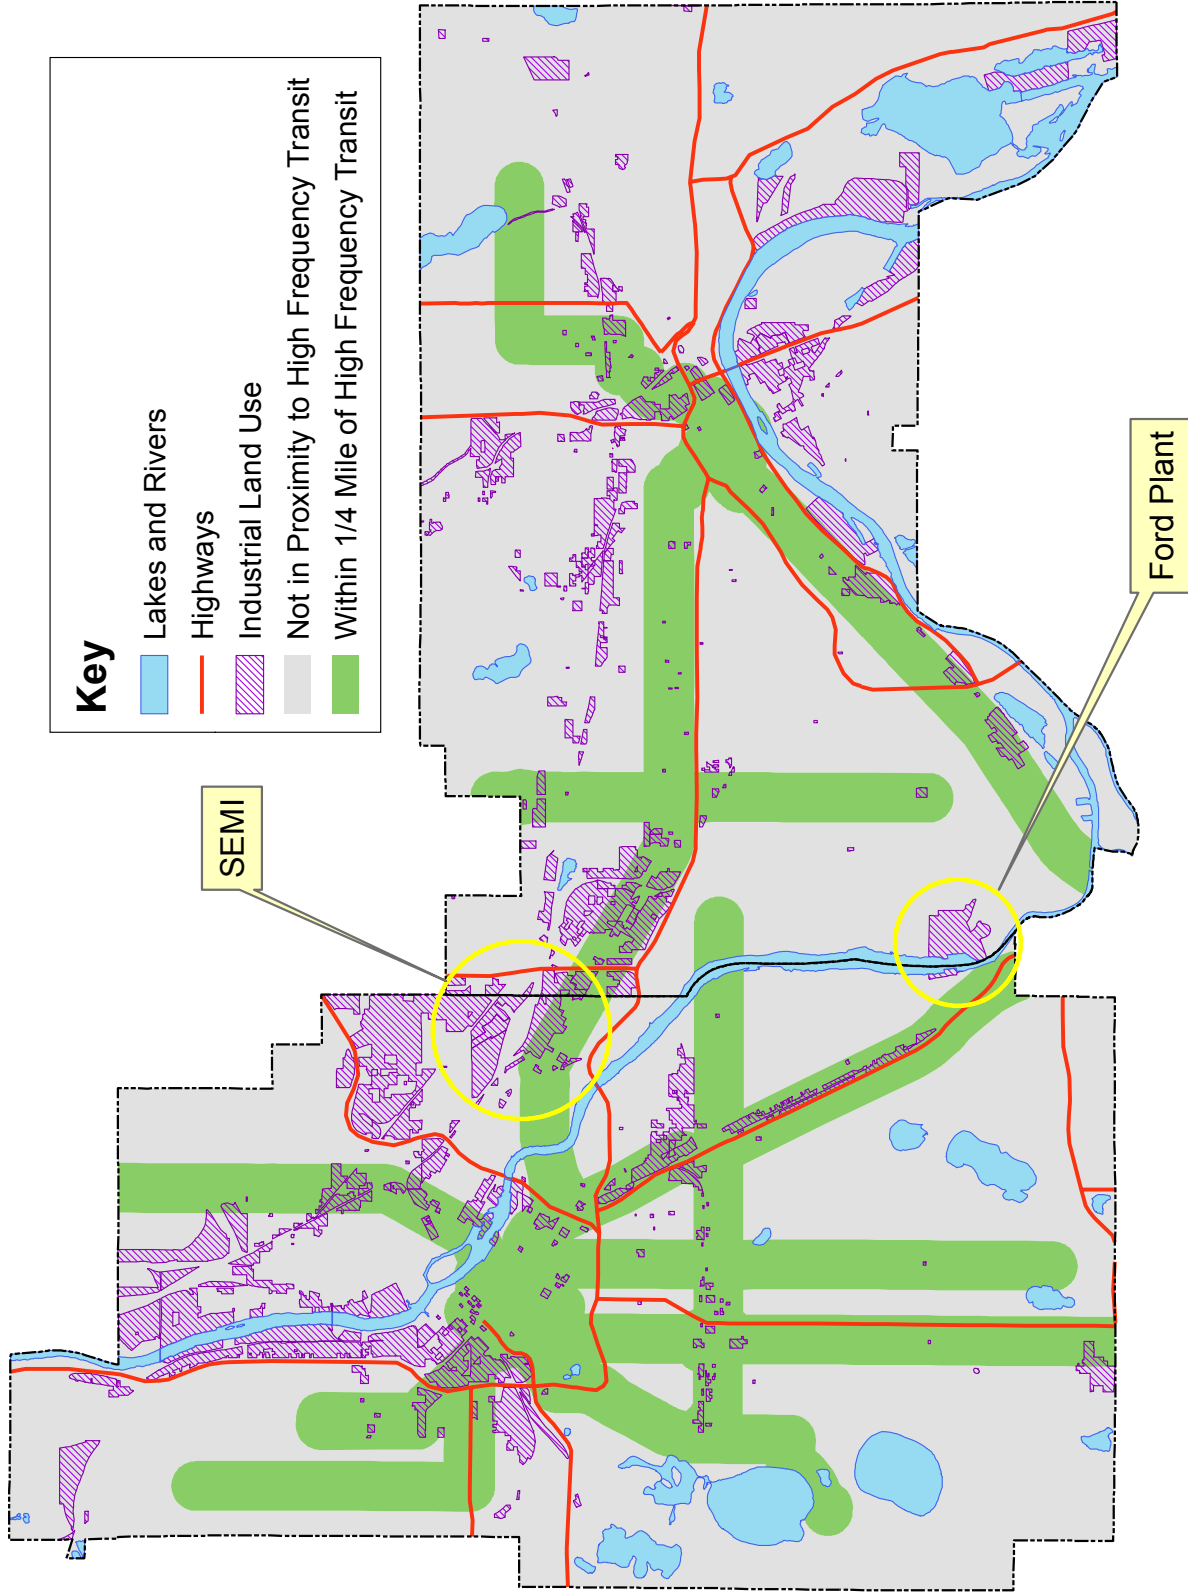 Key
Lakes and Rivers
Highways
Industrial Land Use
Not in Proximity to High Frequency Transit
Within 1/4 Mile of High Frequency Transit
SEMI
Ford Plant